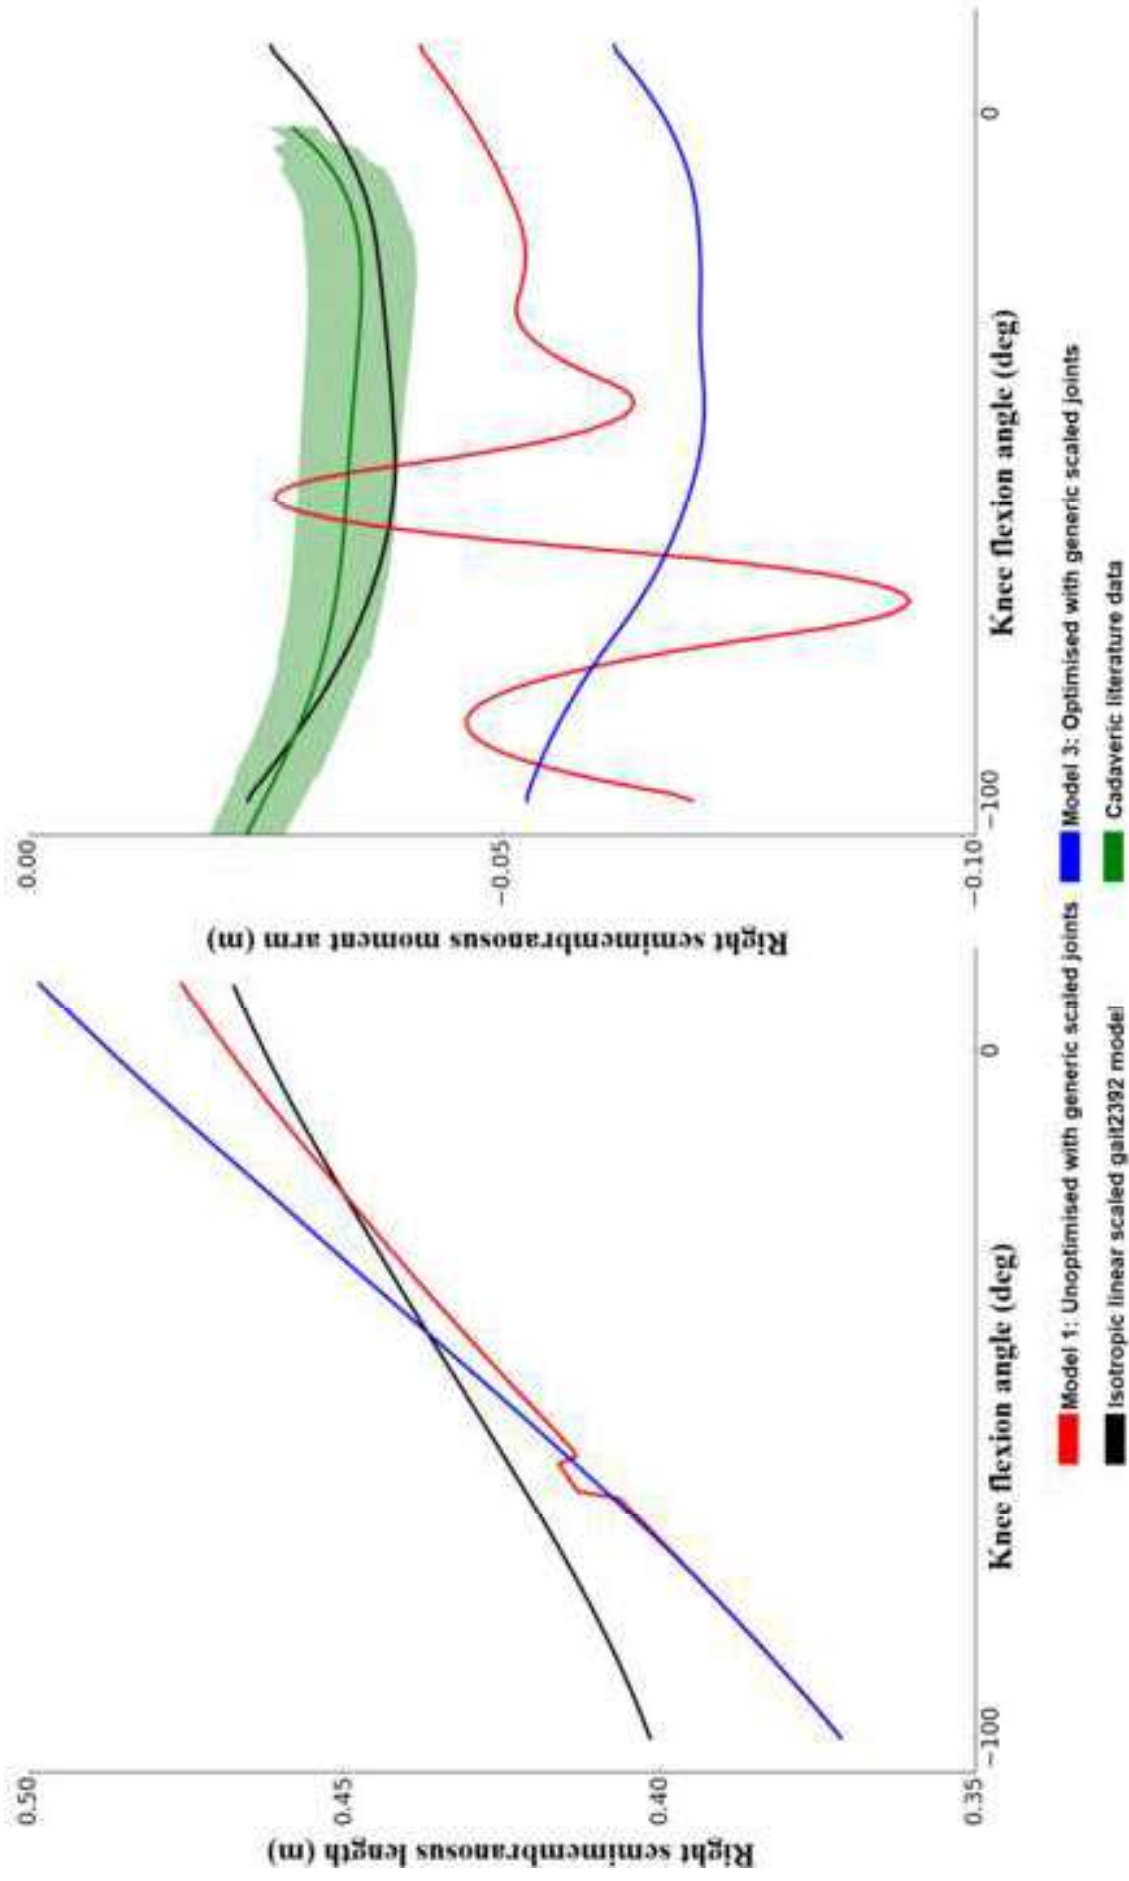 Right semimembranosus length (m)
0.50
0.45
0.40
0.35
-100
0
Knee flexion angle (deg)
Right semimembranosus moment arm (m)
0.00
-0.05
-0.10
-100
0
Knee flexion angle (deg)
Model 1: Unoptimised with generic scaled joints
Model 3: Optimised with generic scaled joints
Isotropic linear scaled gait2392 model
Cadaveric literature data